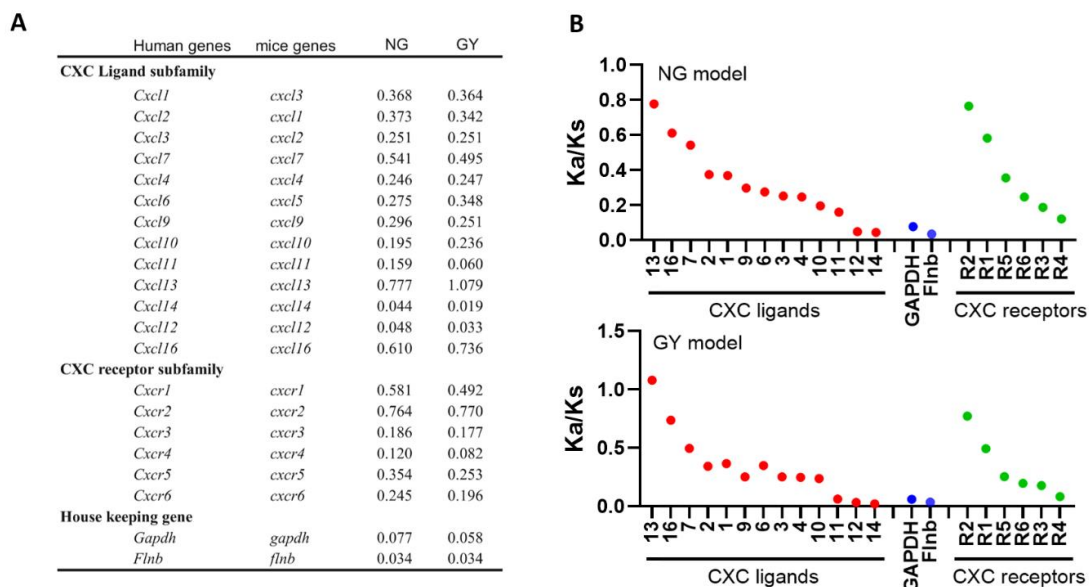 A
Human genes mice genes NG GY
CXC Ligand subfamily
Cxcl1 cxcl3 0.368 0.364
Cxcl2 cxcl1 0.373 0.342
Cxcl3 cxcl2 0.251 0.251
Cxcl7 cxcl7 0.541 0.495
Cxcl4 cxcl4 0.246 0.247
Cxcl6 cxcl5 0.275 0.348
Cxcl9 cxcl9 0.296 0.251
Cxcl10 cxcl10 0.195 0.236
Cxcl11 cxcl11 0.159 0.060
Cxcl13 cxcl13 0.777 1.079
Cxcl14 cxcl14 0.044 0.019
Cxcl12 cxcl12 0.048 0.033
Cxcl16 cxcl16 0.610 0.736
CXC receptor subfamily
Cxcr1 cxcr1 0.581 0.492
Cxcr2 cxcr2 0.764 0.770
Cxcr3 cxcr3 0.186 0.177
Cxcr4 cxcr4 0.120 0.082
Cxcr5 cxcr5 0.354 0.253
Cxcr6 cxcr6 0.245 0.196
House keeping gene
Gapdh gapdh 0.077 0.058
Flnb flnb 0.034 0.034
B
NG model
Ka/Ks
1.0
0.8
0.6
0.4
0.2
0.0
13 16 7 2 1 9 6 3 4 10 11 12 14 GAPDH Flnb R2 R1 R5 R6 R3 R4
CXC ligands CXC receptors
GY model
Ka/Ks
1.5
1.0
0.5
0.0
13 16 7 2 1 9 6 3 4 10 11 12 14 GAPDH Flnb R2 R1 R5 R6 R3 R4
CXC ligands CXC receptors